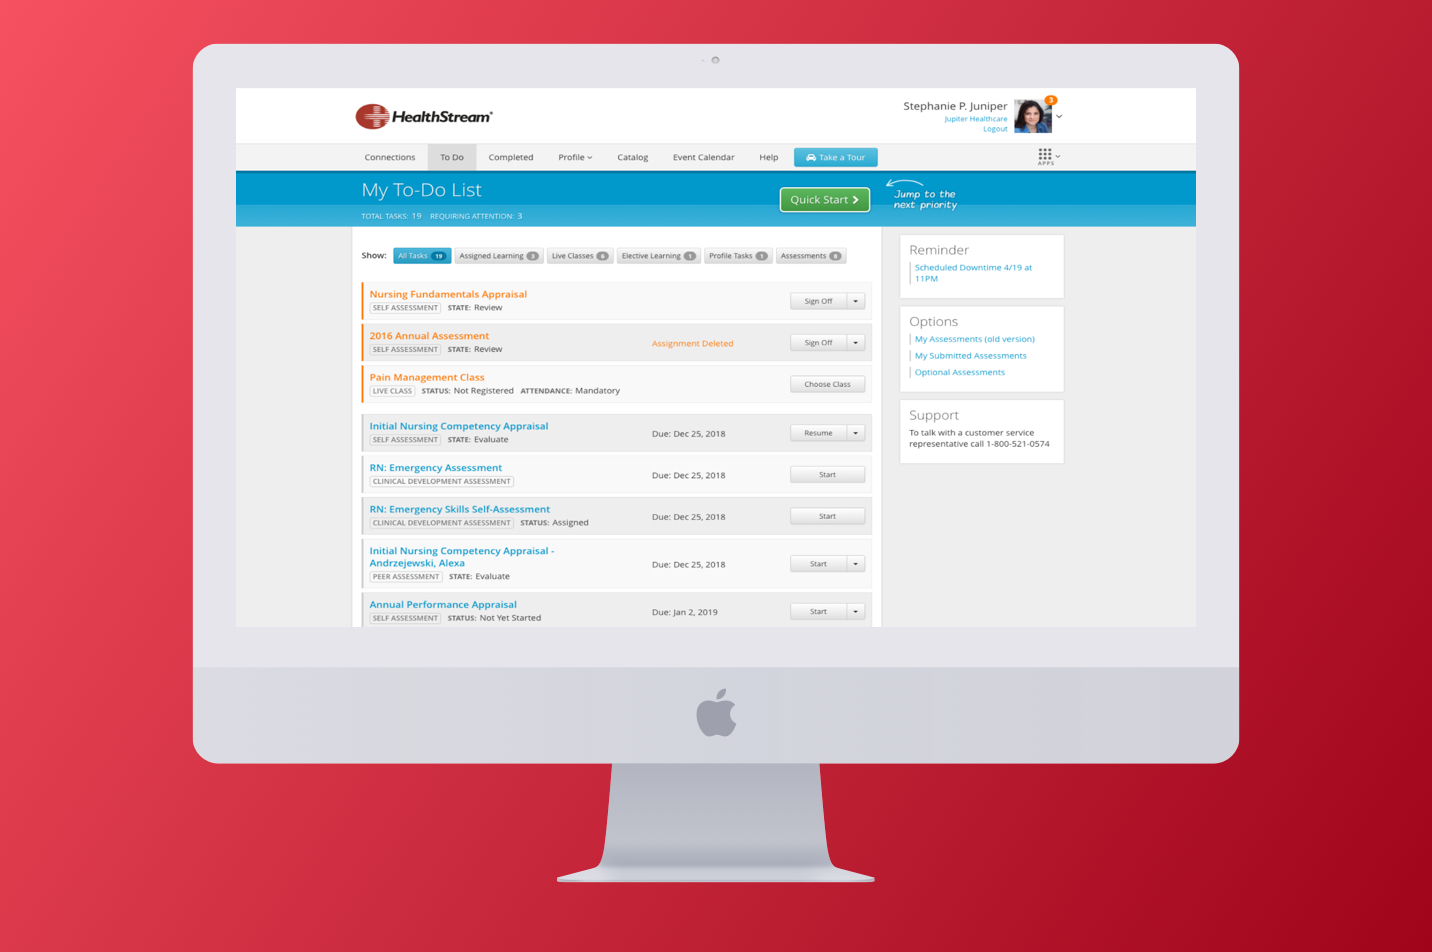 HealthStream
Stephanie P. Juniper
3
Jupiter Healthcare
Logout
Connections To Do Completed Profile Catalog Event Calendar Help Take a Tour
APPS
My To-Do List
TOTAL TASKS: 19 REQUIRING ATTENTION: 3
Quick Start
Jump to the
next priority
Show: All Tasks 19 Assigned Learning 3 Live Classes 6 Elective Learning 1 Profile Tasks 1 Assessments 8
Nursing Fundamentals Appraisal
SELF ASSESSMENT STATE: Review
Sign Off
2016 Annual Assessment
SELF ASSESSMENT STATE: Review
Assignment Deleted
Sign Off
Pain Management Class
LIVE CLASS STATUS: Not Registered ATTENDANCE: Mandatory
Choose Class
Initial Nursing Competency Appraisal
SELF ASSESSMENT STATE: Evaluate
Due: Dec 25, 2018
Resume
RN: Emergency Assessment
CLINICAL DEVELOPMENT ASSESSMENT
Due: Dec 25, 2018
Start
RN: Emergency Skills Self-Assessment
CLINICAL DEVELOPMENT ASSESSMENT STATUS: Assigned
Due: Dec 25, 2018
Start
Initial Nursing Competency Appraisal -
Andrzejewski, Alexa
PEER ASSESSMENT STATE: Evaluate
Due: Dec 25, 2018
Start
Annual Performance Appraisal
SELF ASSESSMENT STATUS: Not Yet Started
Due: Jan 2, 2019
Start
Reminder
Scheduled Downtime 4/19 at
11PM
Options
My Assessments (old version)
My Submitted Assessments
Optional Assessments
Support
To talk with a customer service
representative call 1-800-521-0574